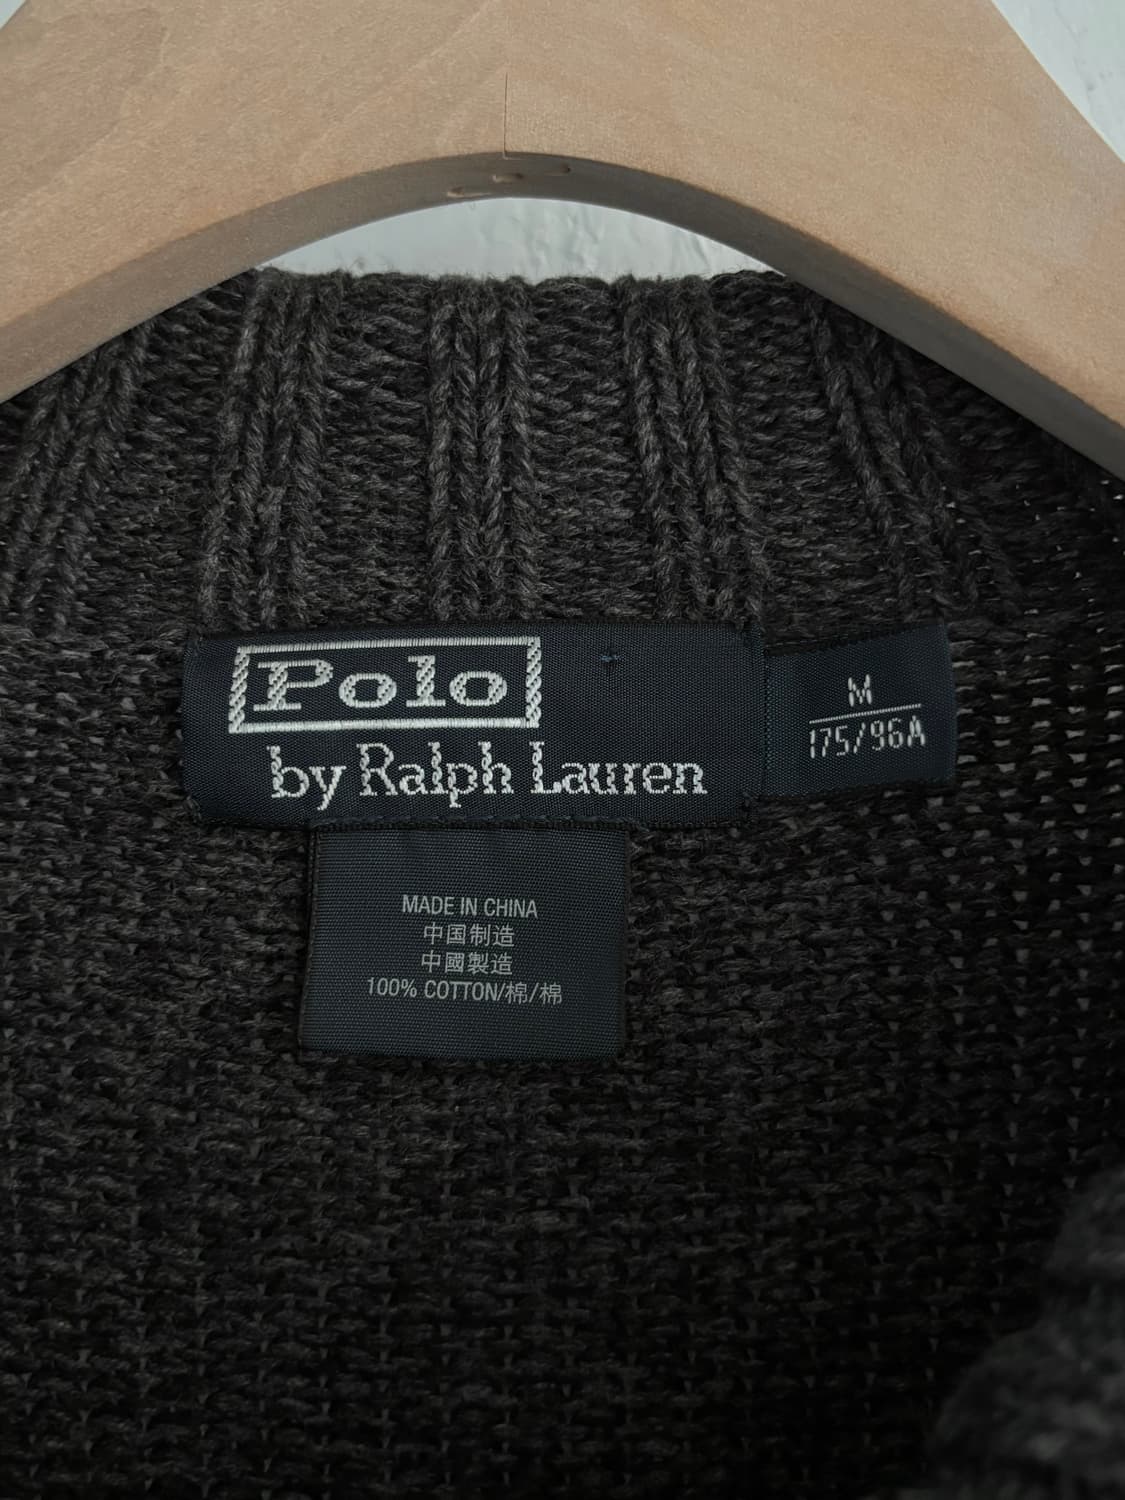 Polo
by Ralph Lauren
M
175/96A
MADE IN CHINA
中国制造
中國製造
100% COTTON/棉/棉